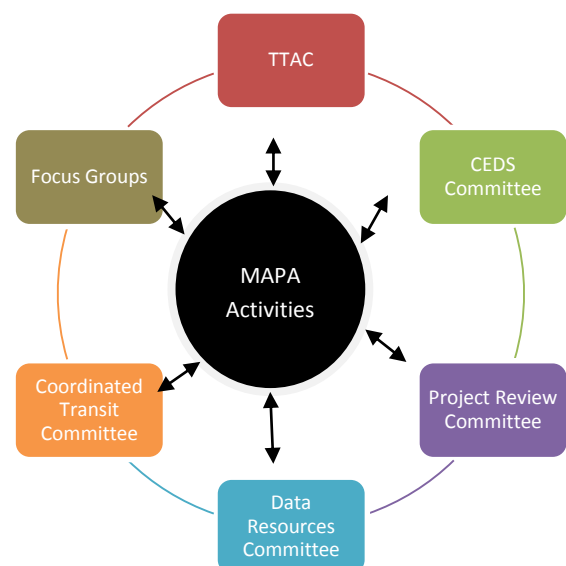 TTAC
CEDS
Committee
Project Review
Committee
Data
Resources
Committee
Coordinated
Transit
Committee
Focus Groups
MAPA
Activities